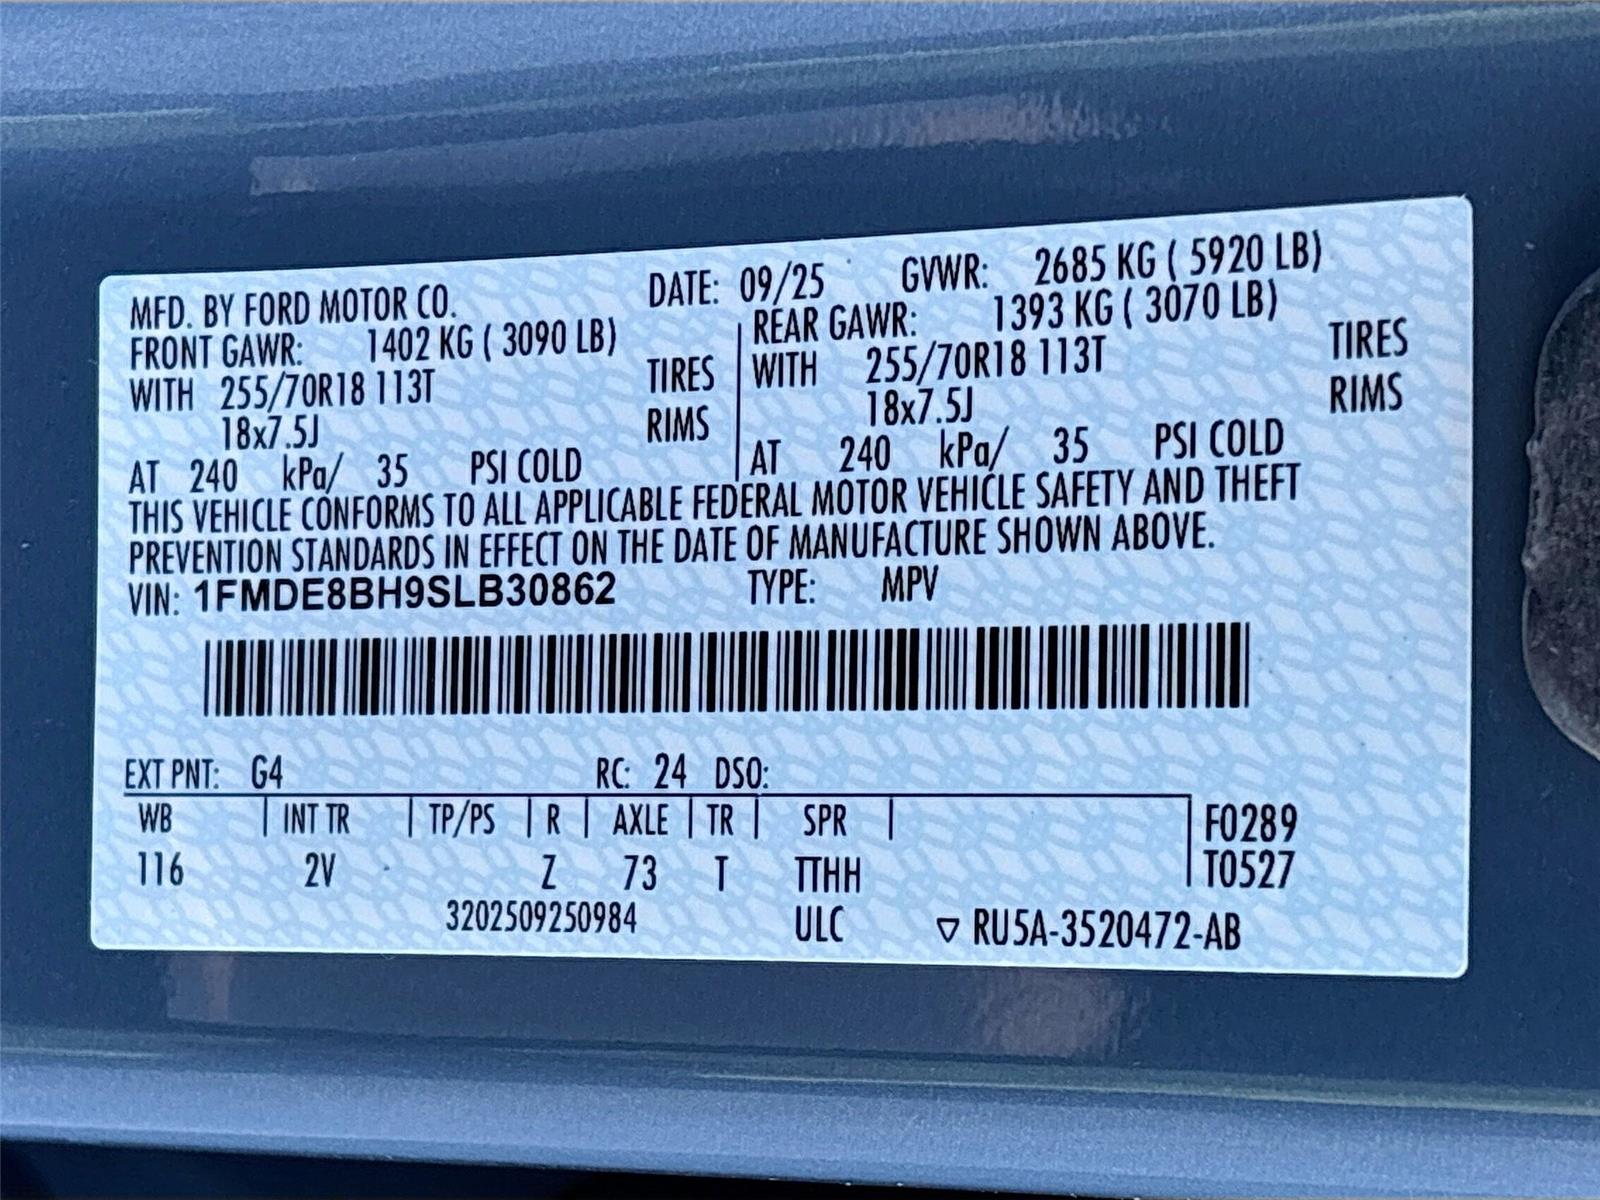 MFD. BY FORD MOTOR CO. DATE: 09/25 GVWR: 2685 KG ( 5920 LB)
FRONT GAWR: 1402 KG ( 3090 LB) REAR GAWR: 1393 KG ( 3070 LB)
WITH 255/70R18 113T TIRES WITH 255/70R18 113T TIRES
18x7.5J RIMS 18x7.5J RIMS
AT 240 kPa/ 35 PSI COLD AT 240 kPa/ 35 PSI COLD
THIS VEHICLE CONFORMS TO ALL APPLICABLE FEDERAL MOTOR VEHICLE SAFETY AND THEFT
PREVENTION STANDARDS IN EFFECT ON THE DATE OF MANUFACTURE SHOWN ABOVE.
VIN: 1FMDE8BH9SLB30862 TYPE: MPV
EXT PNT: G4 RC: 24 DSO:
WB INT TR TP/PS R AXLE TR SPR F0289
116 2V Z 73 T TTHH T0527
3202509250984 ULC ▽ RU5A-3520472-AB